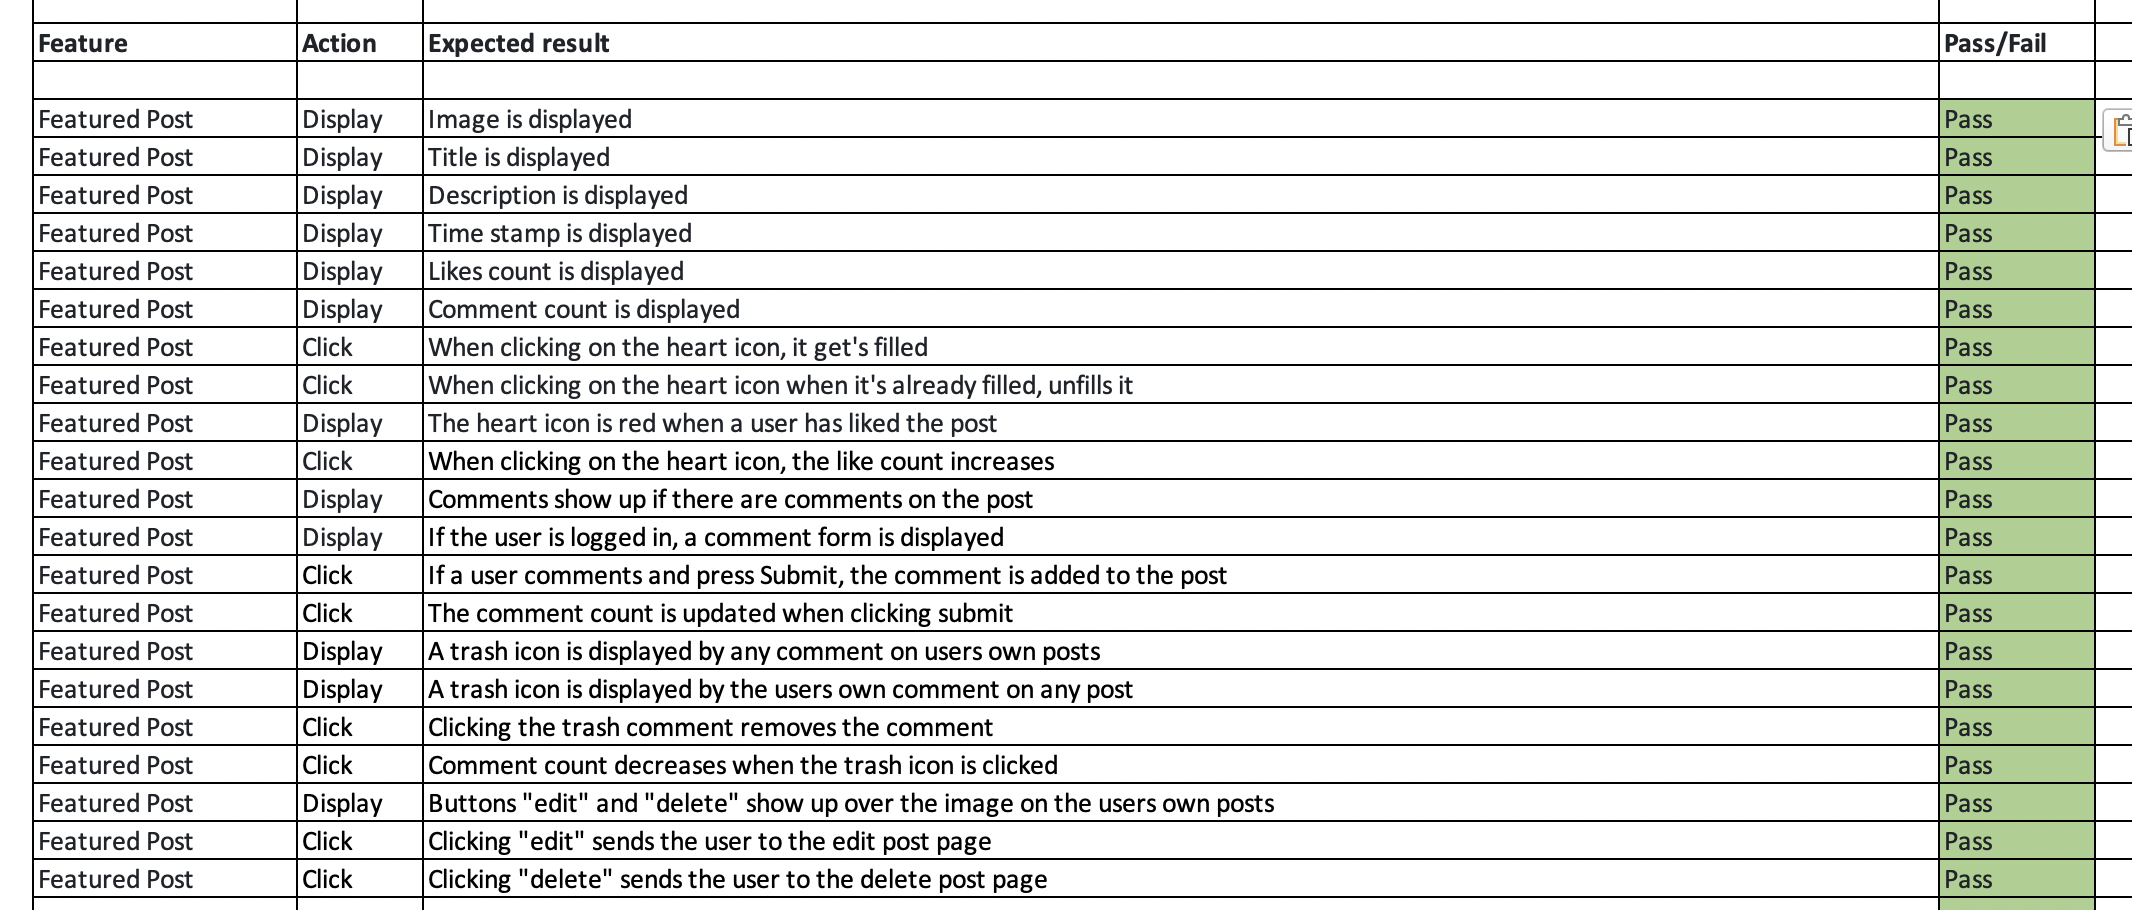 Feature Action Expected result Pass/Fail
Featured Post Display Image is displayed Pass
Featured Post Display Title is displayed Pass
Featured Post Display Description is displayed Pass
Featured Post Display Time stamp is displayed Pass
Featured Post Display Likes count is displayed Pass
Featured Post Display Comment count is displayed Pass
Featured Post Click When clicking on the heart icon, it get's filled Pass
Featured Post Click When clicking on the heart icon when it's already filled, unfills it Pass
Featured Post Display The heart icon is red when a user has liked the post Pass
Featured Post Click When clicking on the heart icon, the like count increases Pass
Featured Post Display Comments show up if there are comments on the post Pass
Featured Post Display If the user is logged in, a comment form is displayed Pass
Featured Post Click If a user comments and press Submit, the comment is added to the post Pass
Featured Post Click The comment count is updated when clicking submit Pass
Featured Post Display A trash icon is displayed by any comment on users own posts Pass
Featured Post Display A trash icon is displayed by the users own comment on any post Pass
Featured Post Click Clicking the trash comment removes the comment Pass
Featured Post Click Comment count decreases when the trash icon is clicked Pass
Featured Post Display Buttons "edit" and "delete" show up over the image on the users own posts Pass
Featured Post Click Clicking "edit" sends the user to the edit post page Pass
Featured Post Click Clicking "delete" sends the user to the delete post page Pass